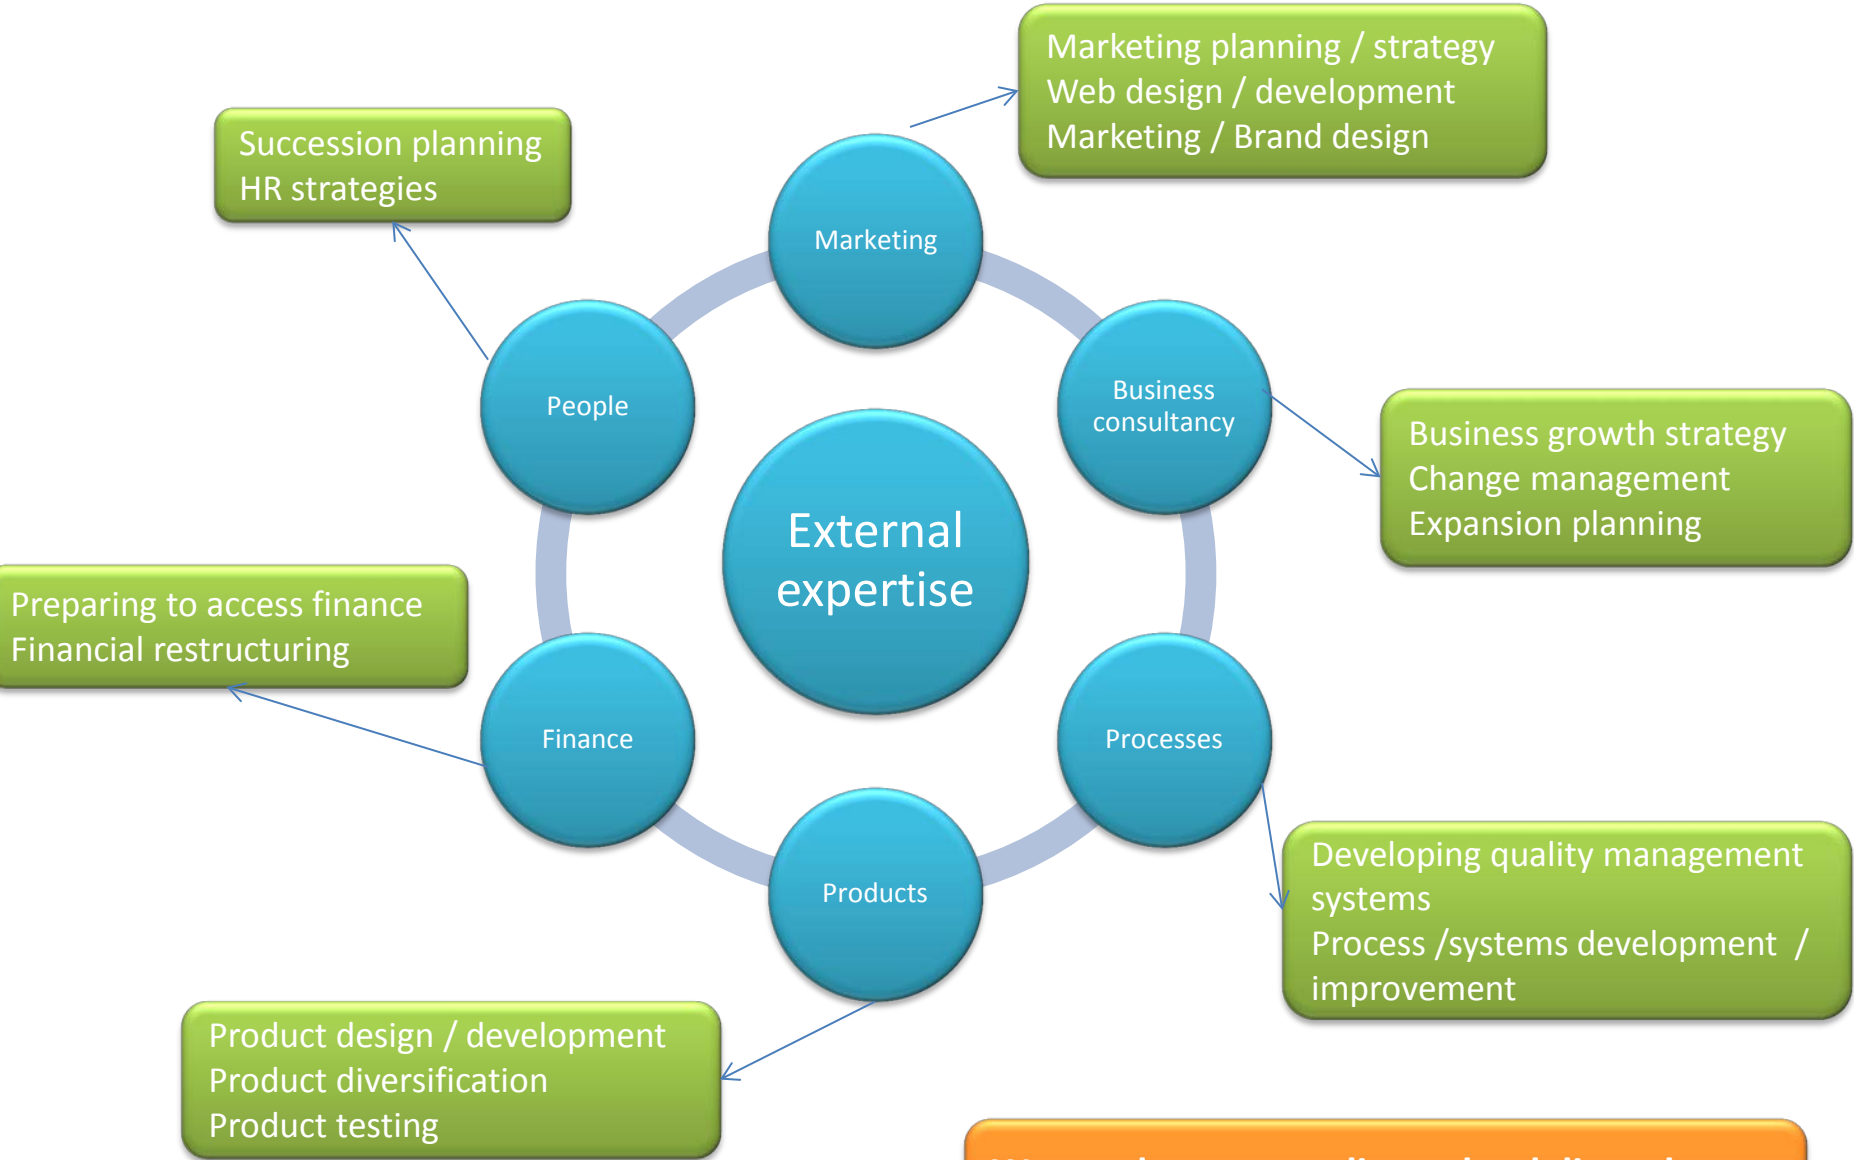 Marketing planning / strategy
Web design / development
Marketing / Brand design
Succession planning
HR strategies
Marketing
People
Business
consultancy
Business growth strategy
Change management
Expansion planning
External
expertise
Preparing to access finance
Financial restructuring
Finance
Processes
Developing quality management
systems
Process /systems development  /
improvement
Products
Product design / development
Product diversification
Product testing